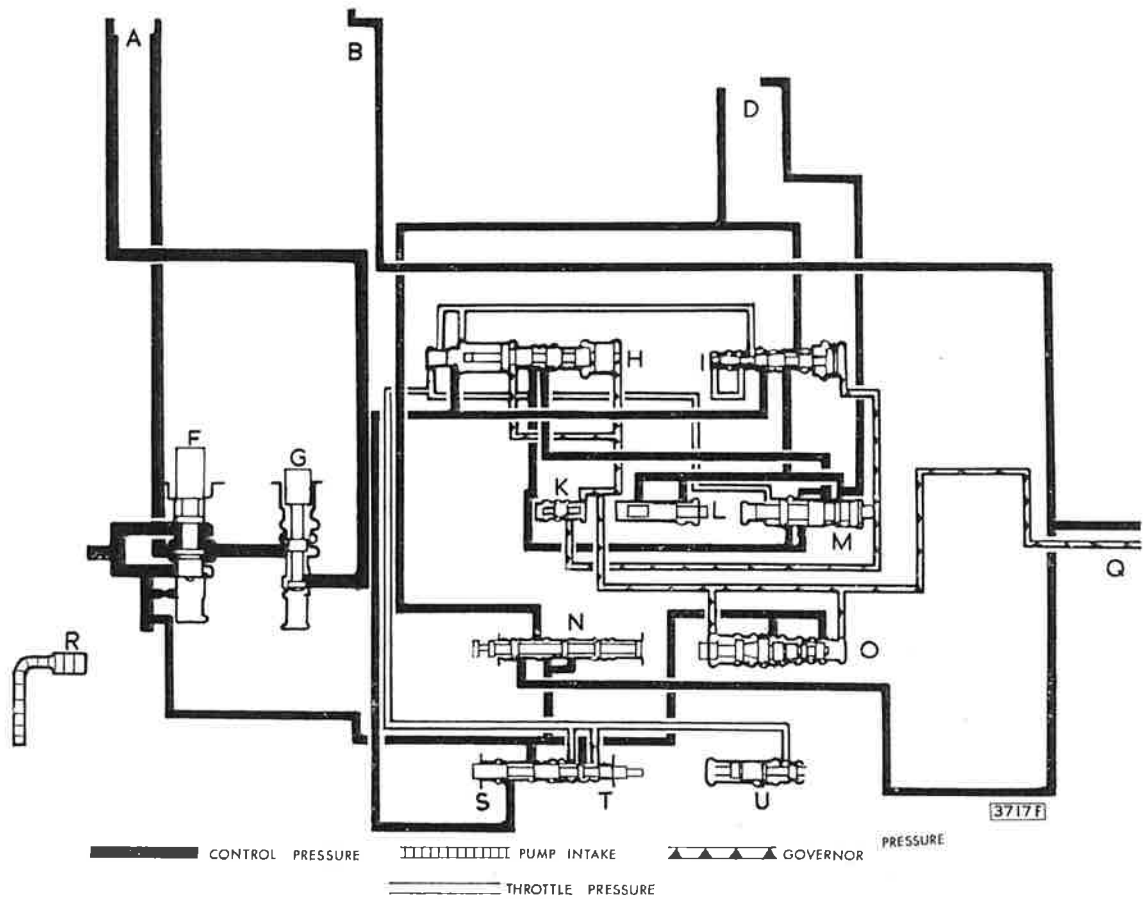 A
B
D
H
I
F
G
K
L
M
Q
N
O
R
S
T
U
3717F
CONTROL PRESSURE
PUMP INTAKE
GOVERNOR PRESSURE
THROTTLE PRESSURE